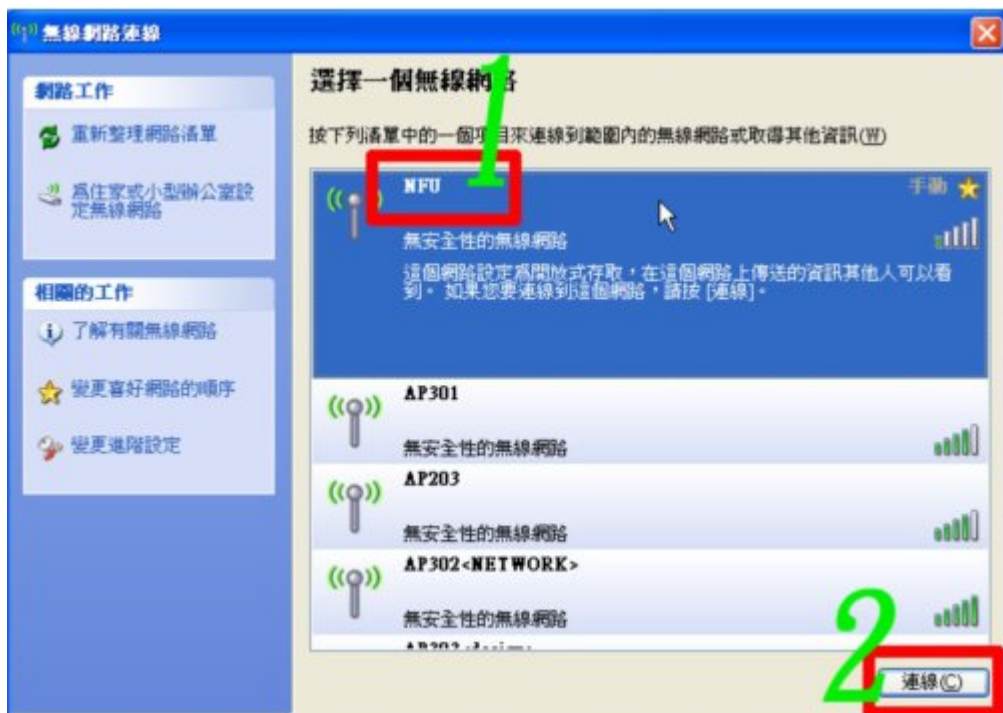 無線網路連線
網路工作
重新整理網路清單
為住家或小型辦公室設
定無線網路
相關的工作
了解有關無線網路
變更喜好網路的順序
變更進階設定
選擇一個無線網路
按下列清單中的一個項目來連線到範圍內的無線網路或取得其他資訊(W)
1
NFU
手動
無安全性的無線網路
這個網路設定為開放式存取，在這個網路上傳送的資訊其他人可以看
到。如果您要連線到這個網路，請按 [連線]。
AP301
無安全性的無線網路
AP203
無安全性的無線網路
AP302<NETWORK>
無安全性的無線網路
2
連線(C)